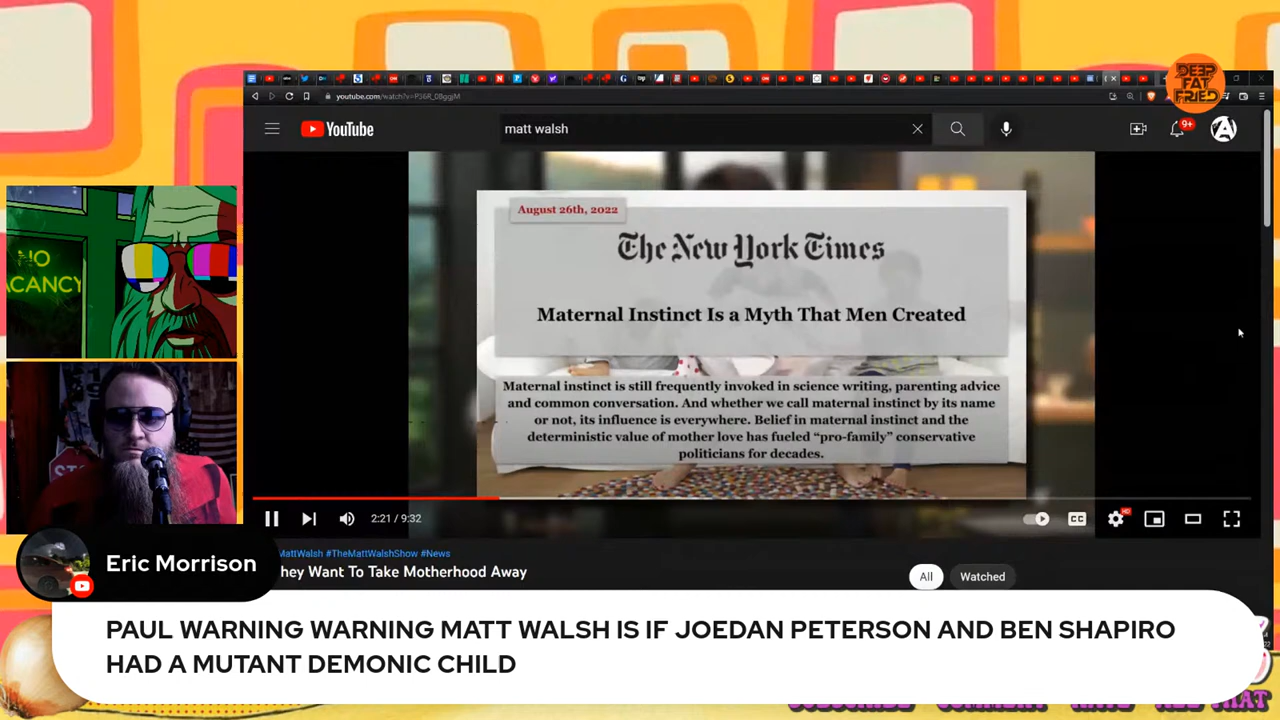 DEEP
FAT
FRIED
youtube.com/watch?v=P36R_0BggjM
YouTube
matt walsh
9+
August 26th, 2022
The New York Times
Maternal Instinct Is a Myth That Men Created
Maternal instinct is still frequently invoked in science writing, parenting advice
and common conversation. And whether we call maternal instinct by its name
or not, its influence is everywhere. Belief in maternal instinct and the
deterministic value of mother love has fueled “pro-family” conservative
politicians for decades.
NO
ACANCY
STO
2:21 / 9:32
CC
HD
MattWalsh #TheMattWalshShow #News
hey Want To Take Motherhood Away
All
Watched
Eric Morrison
PAUL WARNING WARNING MATT WALSH IS IF JOEDAN PETERSON AND BEN SHAPIRO
HAD A MUTANT DEMONIC CHILD